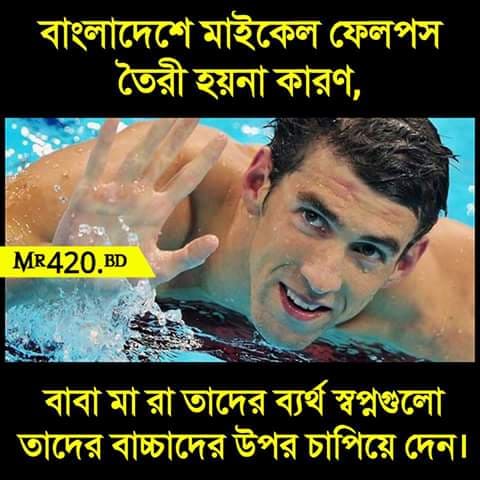 বাংলাদেশে মাইকেল ফেলপস
তৈরী হয়না কারণ,
MR420.BD
বাবা মা রা তাদের ব্যর্থ স্বপ্নগুলো
তাদের বাচ্চাদের উপর চাপিয়ে দেন।